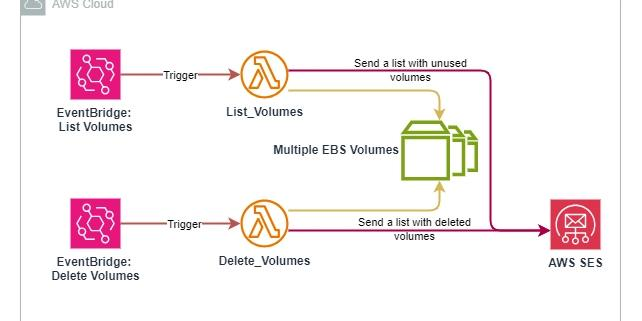 AWS Cloud
Send a list with unused
volumes
Trigger
EventBridge:
List Volumes
List_Volumes
Multiple EBS Volumes
Trigger
Send a list with deleted
volumes
EventBridge:
Delete Volumes
Delete_Volumes
AWS SES